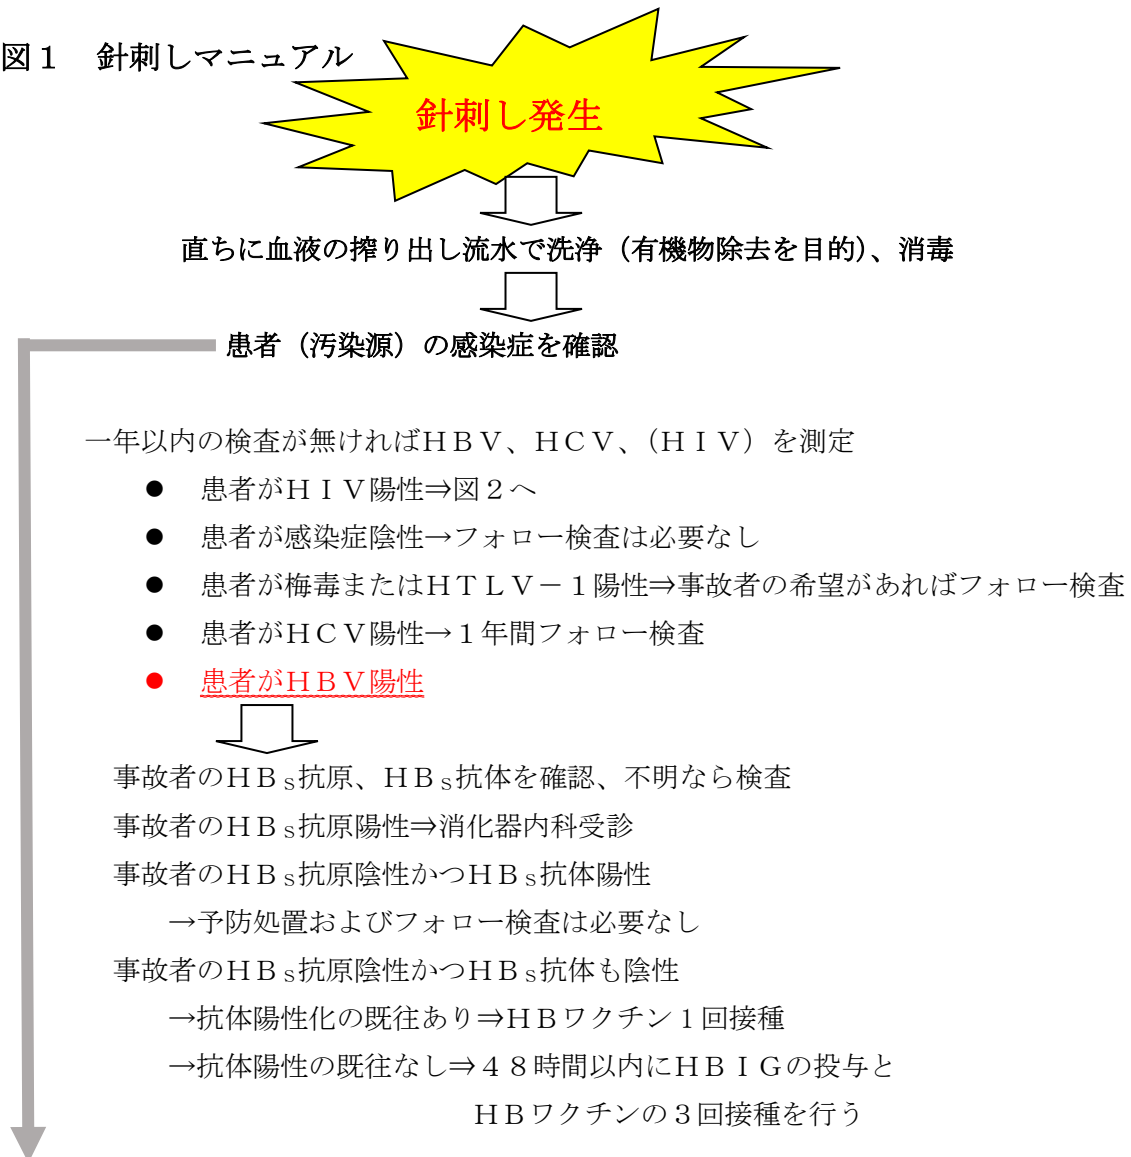 図１　針刺しマニュアル
針刺し発生
直ちに血液の搾り出し流水で洗浄（有機物除去を目的）、消毒
患者（汚染源）の感染症を確認
一年以内の検査が無ければＨＢＶ、ＨＣＶ、（ＨＩＶ）を測定
● 患者がＨＩＶ陽性⇒図２へ
● 患者が感染症陰性→フォロー検査は必要なし
● 患者が梅毒またはＨＴＬＶ－１陽性⇒事故者の希望があればフォロー検査
● 患者がＨＣＶ陽性→１年間フォロー検査
● 患者がＨＢＶ陽性
事故者のＨＢｓ抗原、ＨＢｓ抗体を確認、不明なら検査
事故者のＨＢｓ抗原陽性⇒消化器内科受診
事故者のＨＢｓ抗原陰性かつＨＢｓ抗体陽性
→予防処置およびフォロー検査は必要なし
事故者のＨＢｓ抗原陰性かつＨＢｓ抗体も陰性
→抗体陽性化の既往あり⇒ＨＢワクチン１回接種
→抗体陽性の既往なし⇒４８時間以内にＨＢＩＧの投与と
ＨＢワクチンの３回接種を行う